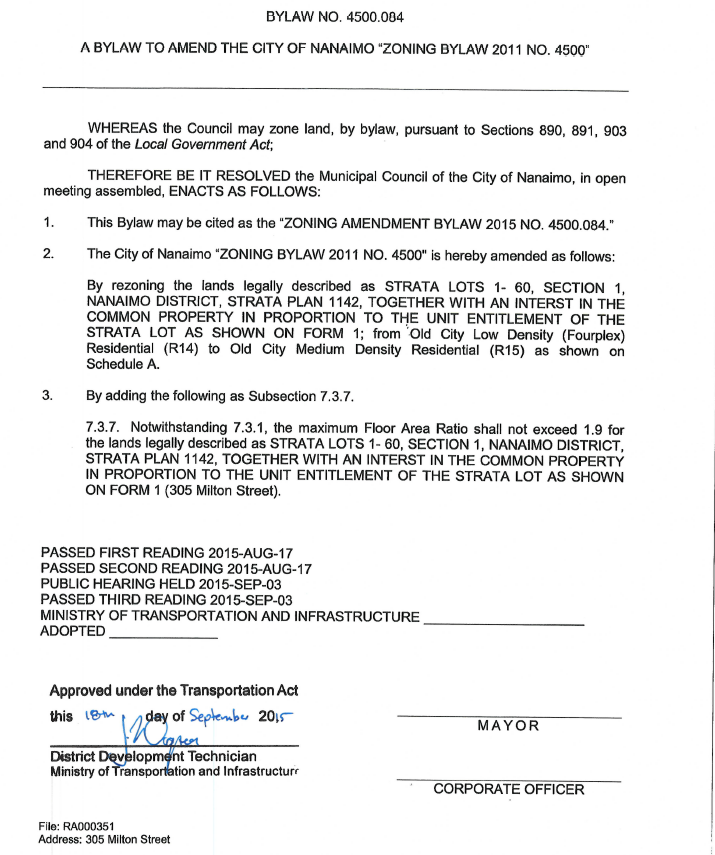 BYLAW NO. 4500.084
A BYLAW TO AMEND THE CITY OF NANAIMO "ZONING BYLAW 2011 NO. 4500"
WHEREAS the Council may zone land, by bylaw, pursuant to Sections 890, 891, 903
and 904 of the Local Government Act;
THEREFORE BE IT RESOLVED the Municipal Council of the City of Nanaimo, in open
meeting assembled, ENACTS AS FOLLOWS:
1. This Bylaw may be cited as the "ZONING AMENDMENT BYLAW 2015 NO. 4500.084."
2. The City of Nanaimo "ZONING BYLAW 2011 NO. 4500" is hereby amended as follows:
By rezoning the lands legally described as STRATA LOTS 1- 60, SECTION 1,
NANAIMO DISTRICT, STRATA PLAN 1142, TOGETHER WITH AN INTERST IN THE
COMMON PROPERTY IN PROPORTION TO THE UNIT ENTITLEMENT OF THE
STRATA LOT AS SHOWN ON FORM 1; from Old City Low Density (Fourplex)
Residential (R14) to Old City Medium Density Residential (R15) as shown on
Schedule A.
3. By adding the following as Subsection 7.3.7.
7.3.7. Notwithstanding 7.3.1, the maximum Floor Area Ratio shall not exceed 1.9 for
the lands legally described as STRATA LOTS 1- 60, SECTION 1, NANAIMO DISTRICT,
STRATA PLAN 1142, TOGETHER WITH AN INTERST IN THE COMMON PROPERTY
IN PROPORTION TO THE UNIT ENTITLEMENT OF THE STRATA LOT AS SHOWN
ON FORM 1 (305 Milton Street).
PASSED FIRST READING 2015-AUG-17
PASSED SECOND READING 2015-AUG-17
PUBLIC HEARING HELD 2015-SEP-03
PASSED THIRD READING 2015-SEP-03
MINISTRY OF TRANSPORTATION AND INFRASTRUCTURE
ADOPTED
Approved under the Transportation Act
this 18th day of September 2015
District Development Technician
Ministry of Transportation and Infrastructure
MAYOR
CORPORATE OFFICER
File: RA000351
Address: 305 Milton Street